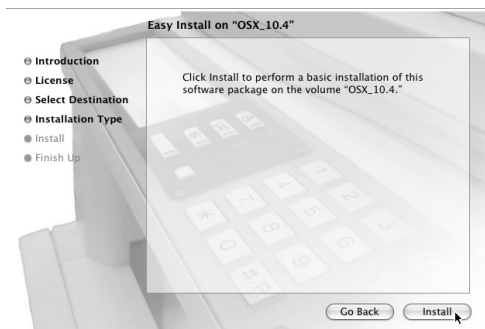 Easy Install on “OSX_10.4”
Introduction
License
Select Destination
Installation Type
Install
Finish Up
Click Install to perform a basic installation of this
software package on the volume “OSX_10.4.”
Go Back
Install